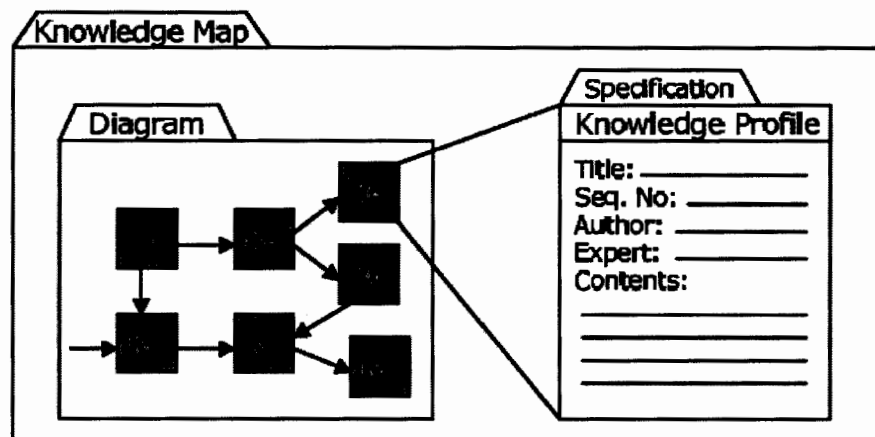 Knowledge Map
Diagram
Specification
Knowledge Profile
Title:
Seq. No:
Author:
Expert:
Contents: